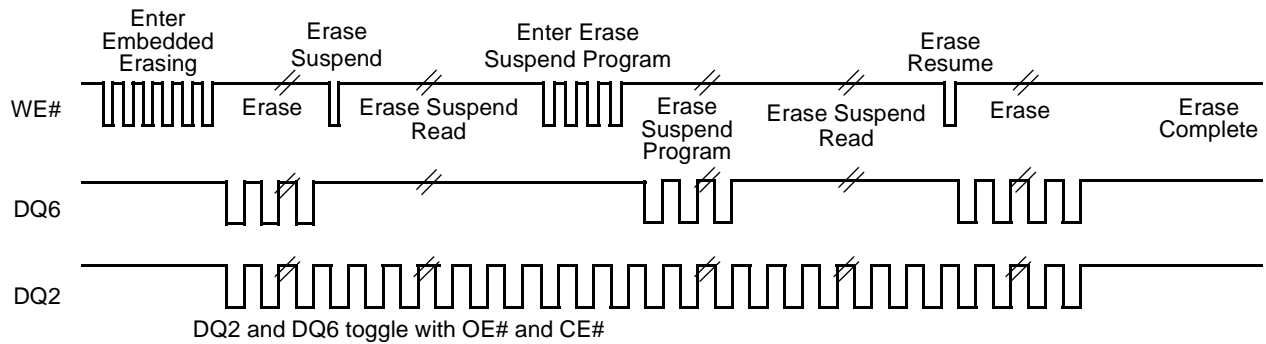 Enter
Embedded
Erasing
Erase
Suspend
Enter Erase
Suspend Program
Erase
Resume
WE#
Erase
Erase Suspend
Read
Erase
Suspend
Program
Erase Suspend
Read
Erase
Erase
Complete
DQ6
DQ2
DQ2 and DQ6 toggle with OE# and CE#